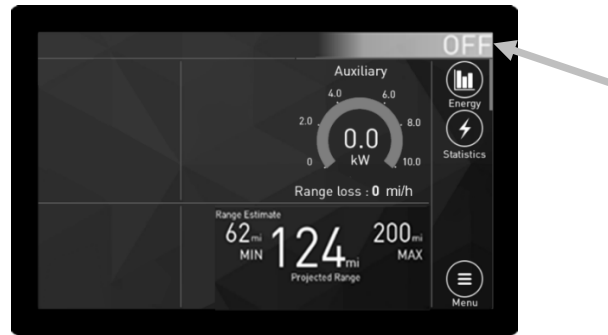 OFF
Auxiliary
4.0 6.0
2.0 8.0
0.0
kW
0 10.0
Range loss : 0 mi/h
Energy
Statistics
Range Estimate
62mi 124mi 200mi
MIN MAX
Projected Range
Menu